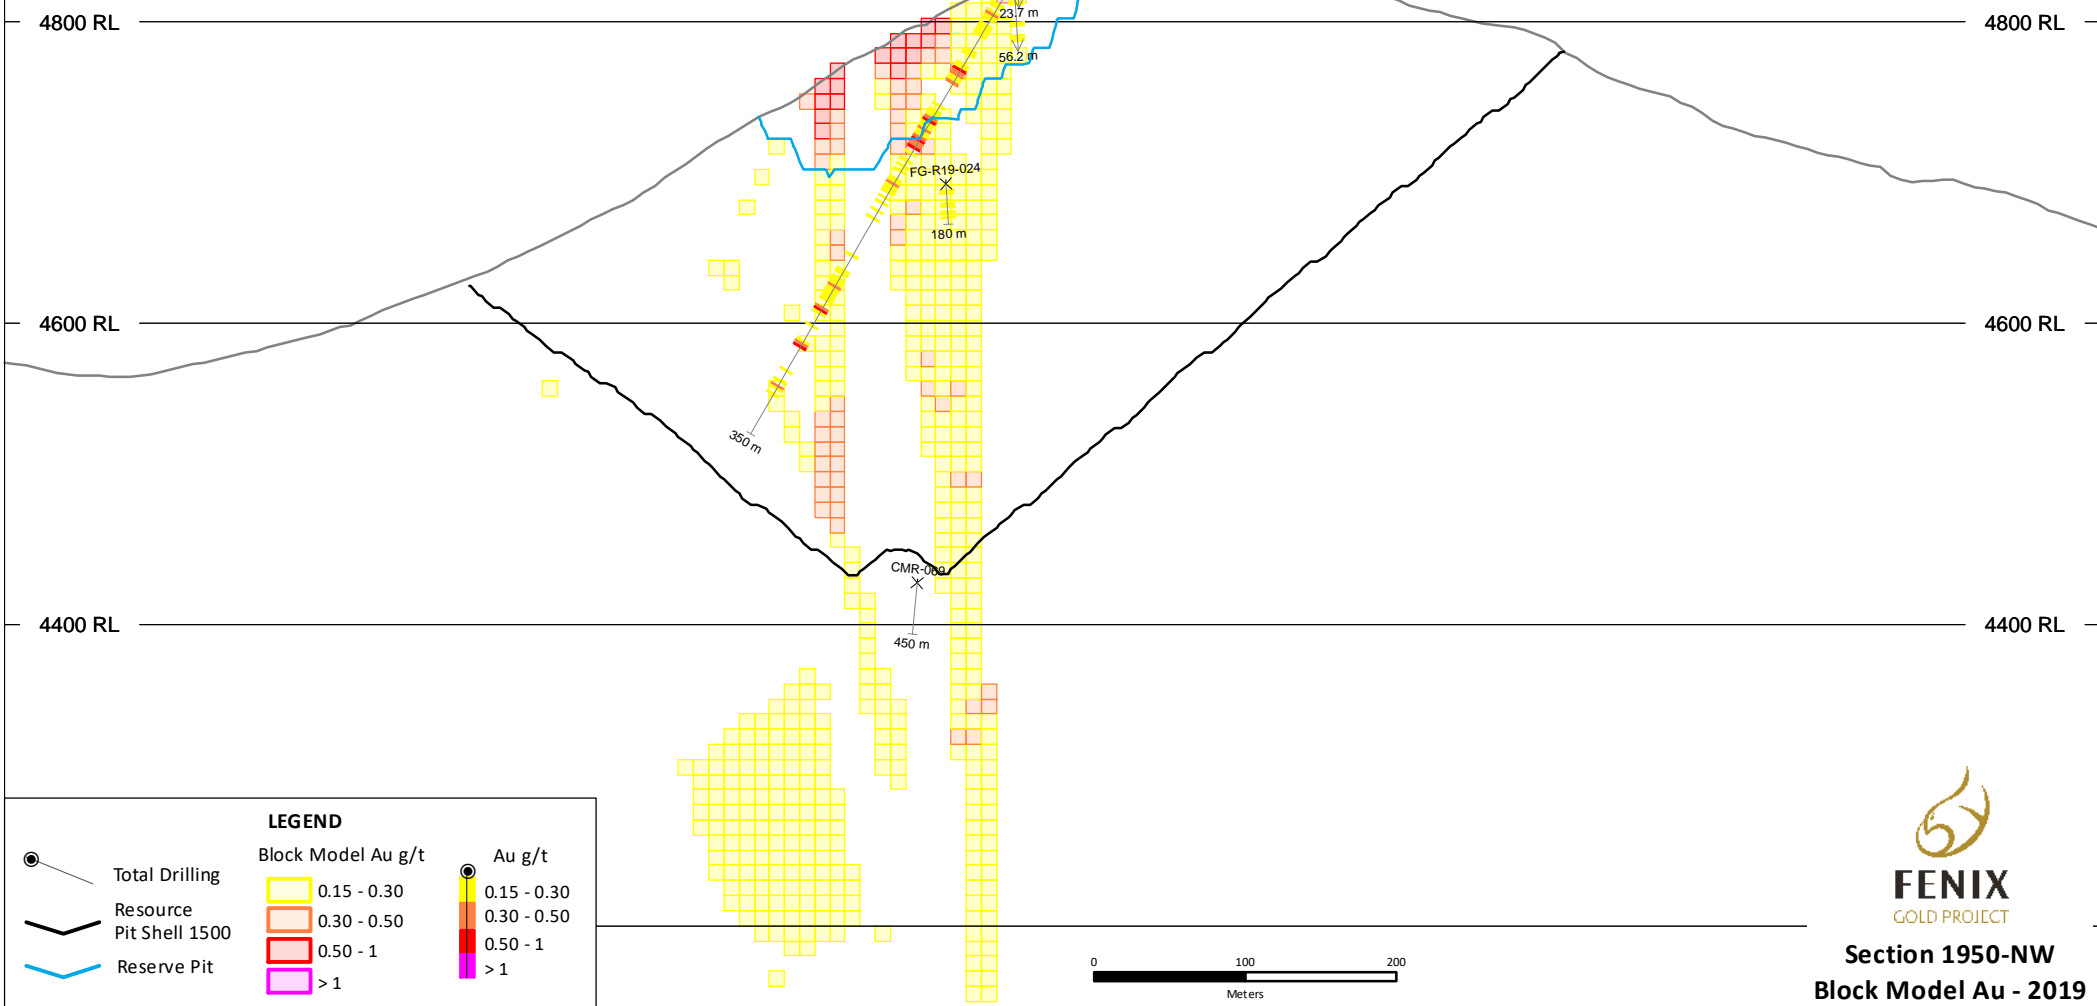 4800 RL
4800 RL
23.7 m
56.2 m
FG-R19-024
180 m
4600 RL
4600 RL
350 m
CMR-069
450 m
4400 RL
4400 RL
LEGEND
Total Drilling
Resource
Pit Shell 1500
Reserve Pit
Block Model Au g/t
0.15 - 0.30
0.30 - 0.50
0.50 - 1
> 1
Au g/t
0.15 - 0.30
0.30 - 0.50
0.50 - 1
> 1
0 100 200
Meters
FENIX
GOLD PROJECT
Section 1950-NW
Block Model Au - 2019